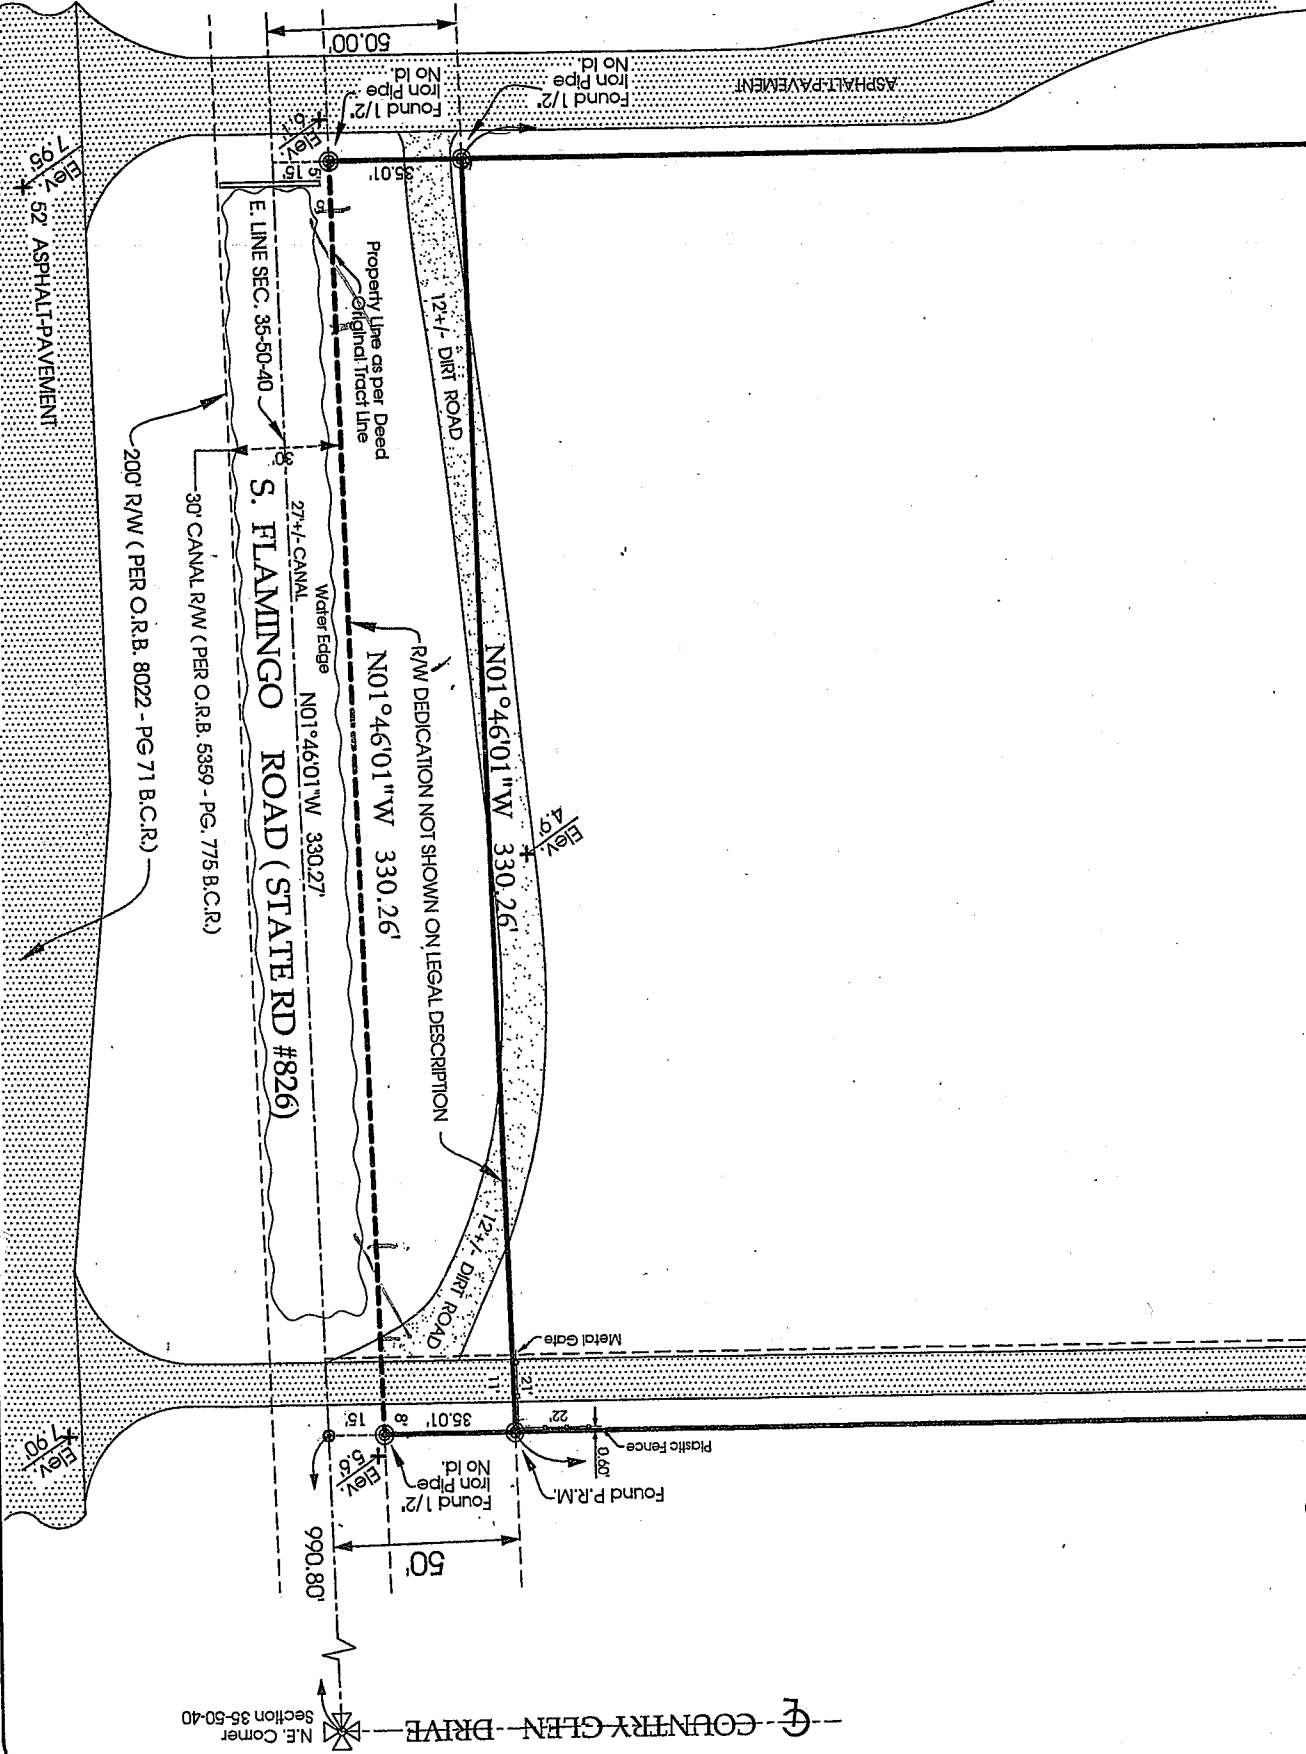 50.00'
Found 1/2"
Iron Pipe
No Id.
Found 1/2"
Iron Pipe
No Id.
ASPHALT-PAVEMENT
Elev.
7.95
52' ASPHALT-PAVEMENT
Elev.
15'
35.01'
E. LINE SEC. 35-50-40
Property Line as per Deed
Original Tract Line
12'+/- DIRT ROAD
30'
200' R/W ( PER O.R.B. 8022 - PG 71 B.C.R.)
30' CANAL R/W ( PER O.R.B. 5359 - PG. 775 B.C.R.)
S. FLAMINGO ROAD ( STATE RD #826)
27'+/- CANAL
Water Edge
N01°46'01"W 330.27'
N01°46'01"W 330.26'
R/W DEDICATION NOT SHOWN ON LEGAL DESCRIPTION
N01°46'01"W 330.26'
Elev.
4.9
12'+/- DIRT ROAD
Metal Gate
11'
21'
15'
8'
35.01'
22'
0.60'
Plastic Fence
Elev.
7.90
Elev.
5.6
Found 1/2"
Iron Pipe
No Id.
Found P.R.M.
50'
990.80'
N.E. Corner
Section 35-50-40
COUNTRY GLEN DRIVE